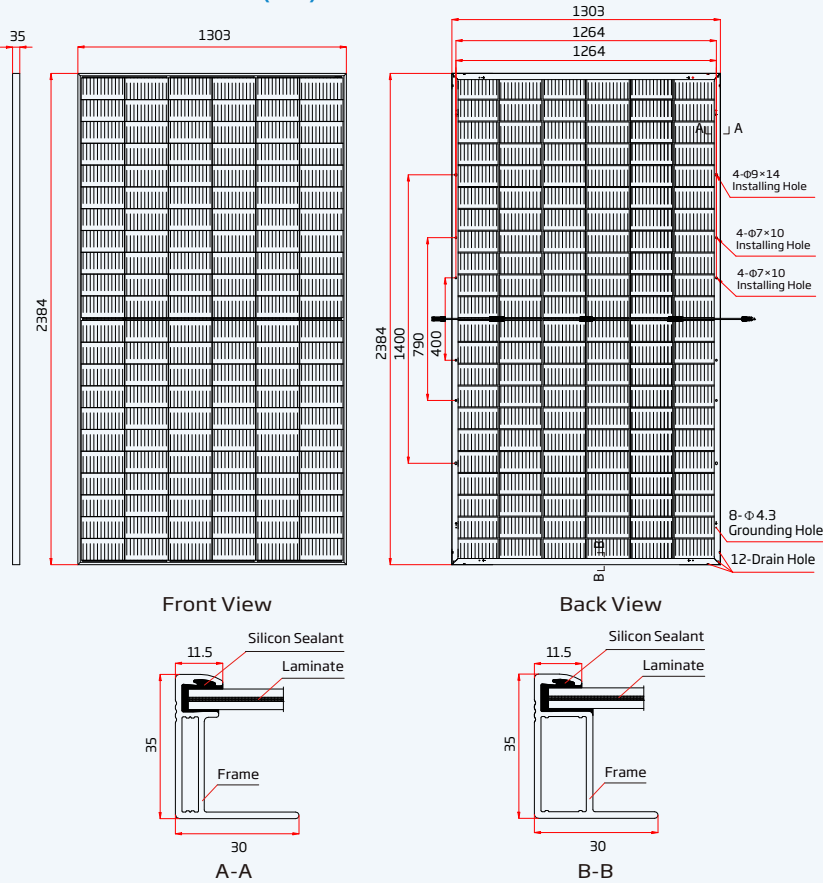 35
1303
2384
Front View
1303
1264
1264
A
A
4-Φ9×14
Installing Hole
4-Φ7×10
Installing Hole
4-Φ7×10
Installing Hole
2384
1400
790
400
8-Φ4.3
Grounding Hole
12-Drain Hole
B
B
Back View
Silicon Sealant
11.5
Laminate
35
Frame
30
A-A
Silicon Sealant
11.5
Laminate
35
Frame
30
B-B